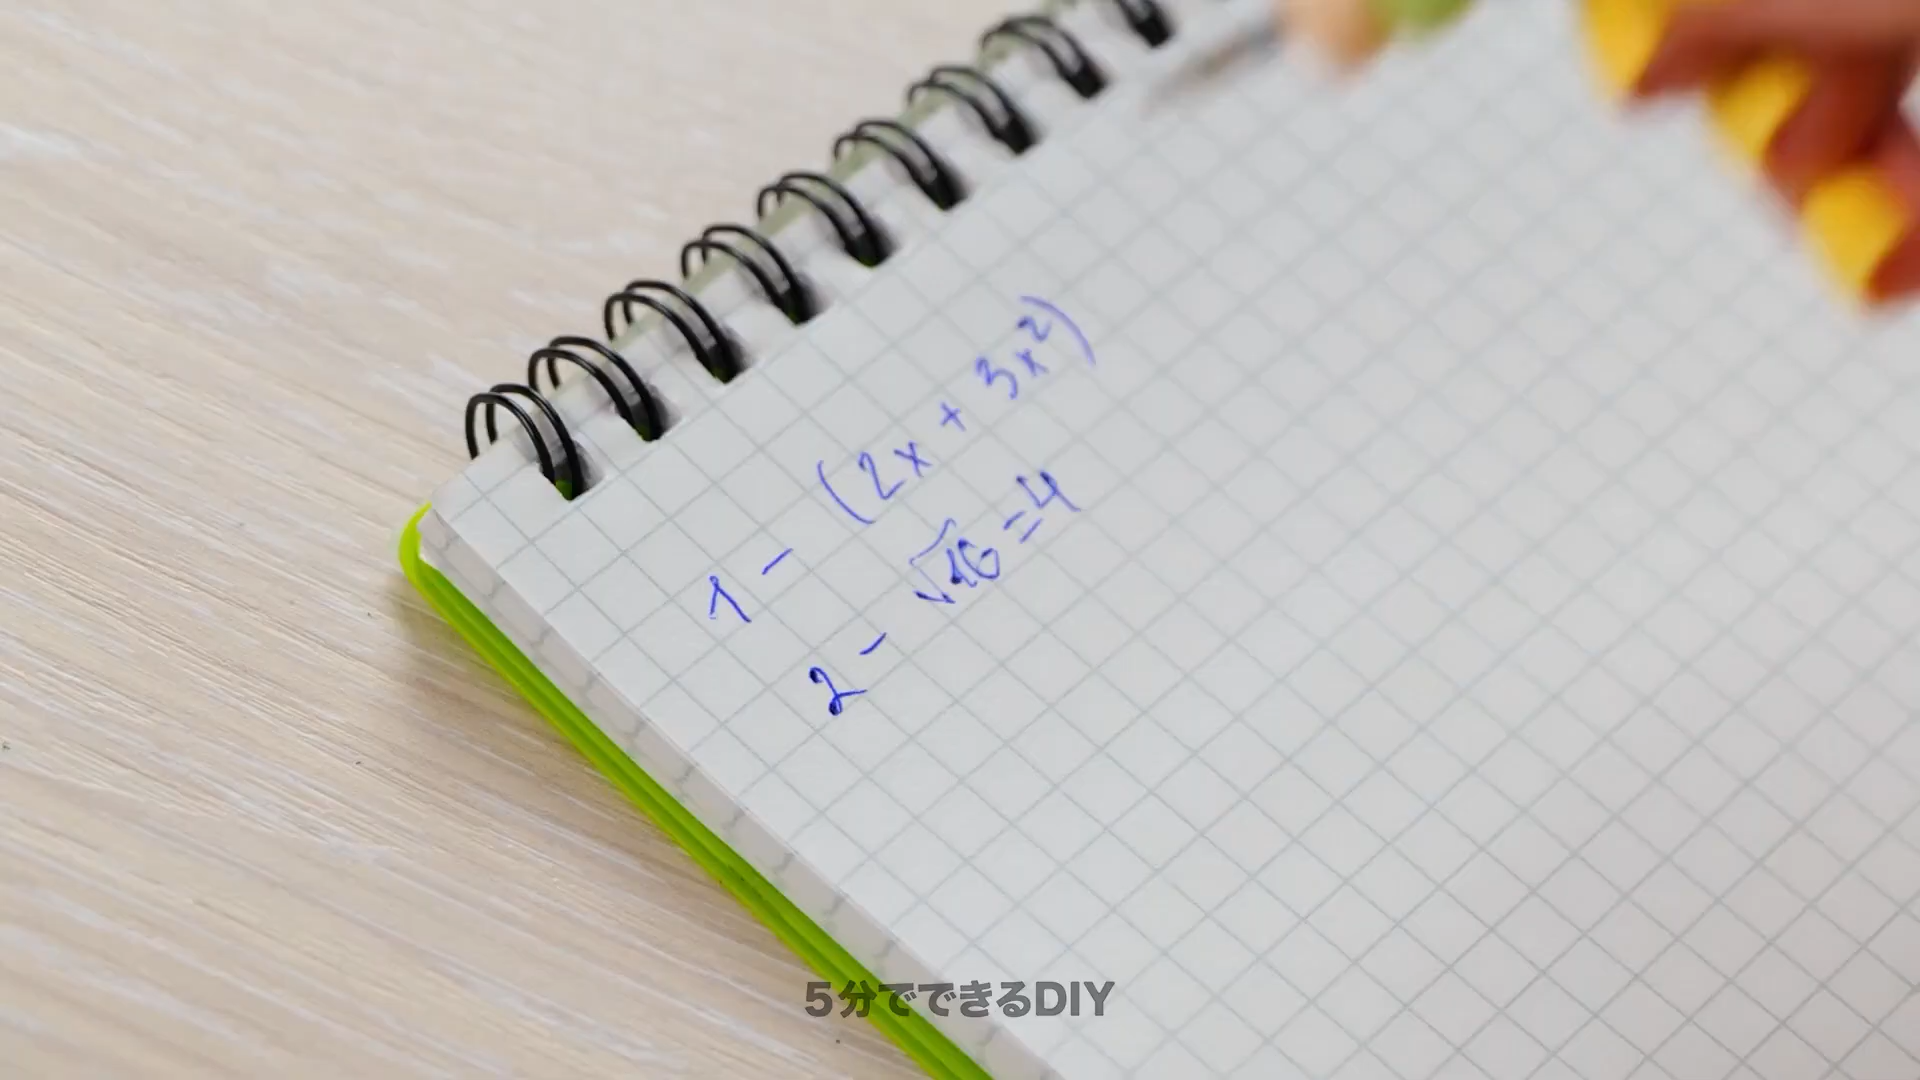 1 - (2x + 3x²)
2 - √16 = 4
5分でできるDIY